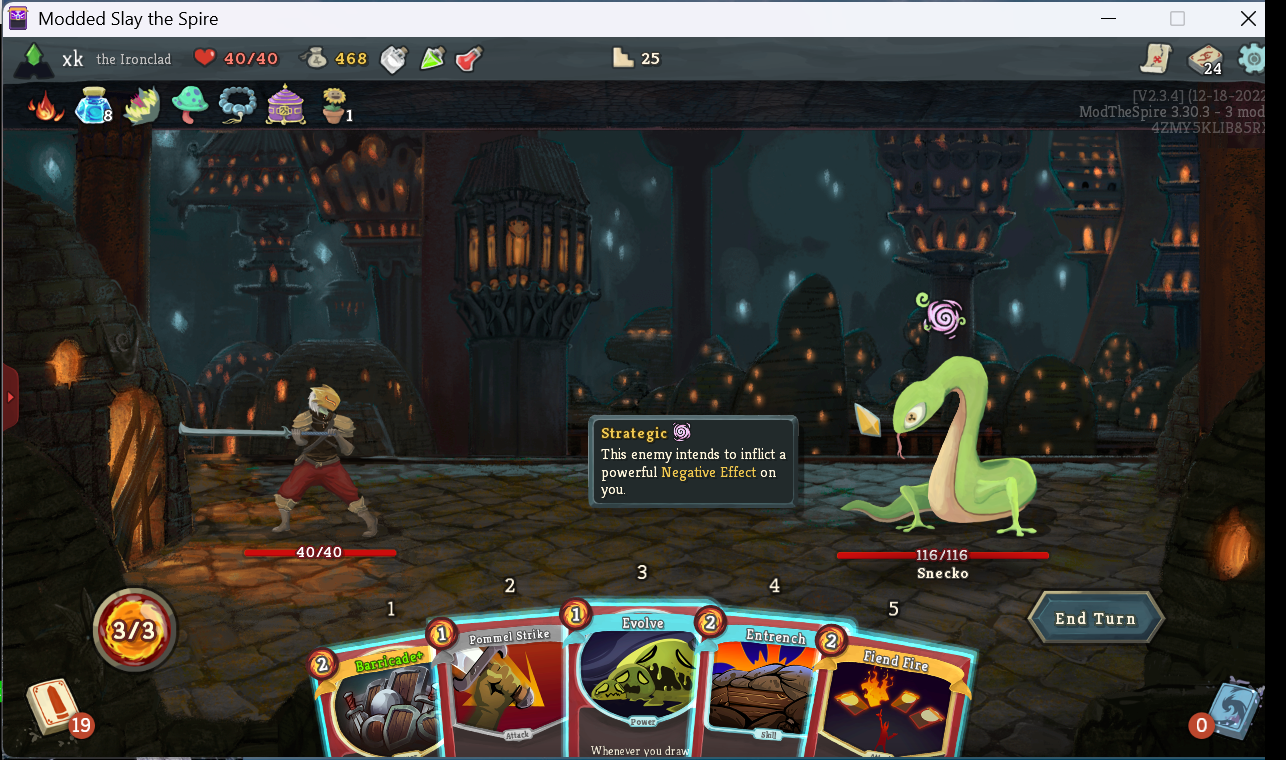 Modded Slay the Spire
xk the Ironclad 40/40 468 25 24
8 1
[V2.3.4] (12-18-2022
ModTheSpire 3.30.3 - 3 mod
4ZMY5KLIB85R
Strategic
This enemy intends to inflict a
powerful Negative Effect on
you.
40/40
116/116
Snecko
1 2 3 4 5
3/3
2 Barricade+
1 Pommel Strike
Attack
1 Evolve
Power
Whenever you draw
2 Entrench
Skill
2 Fiend Fire
End Turn
19
0